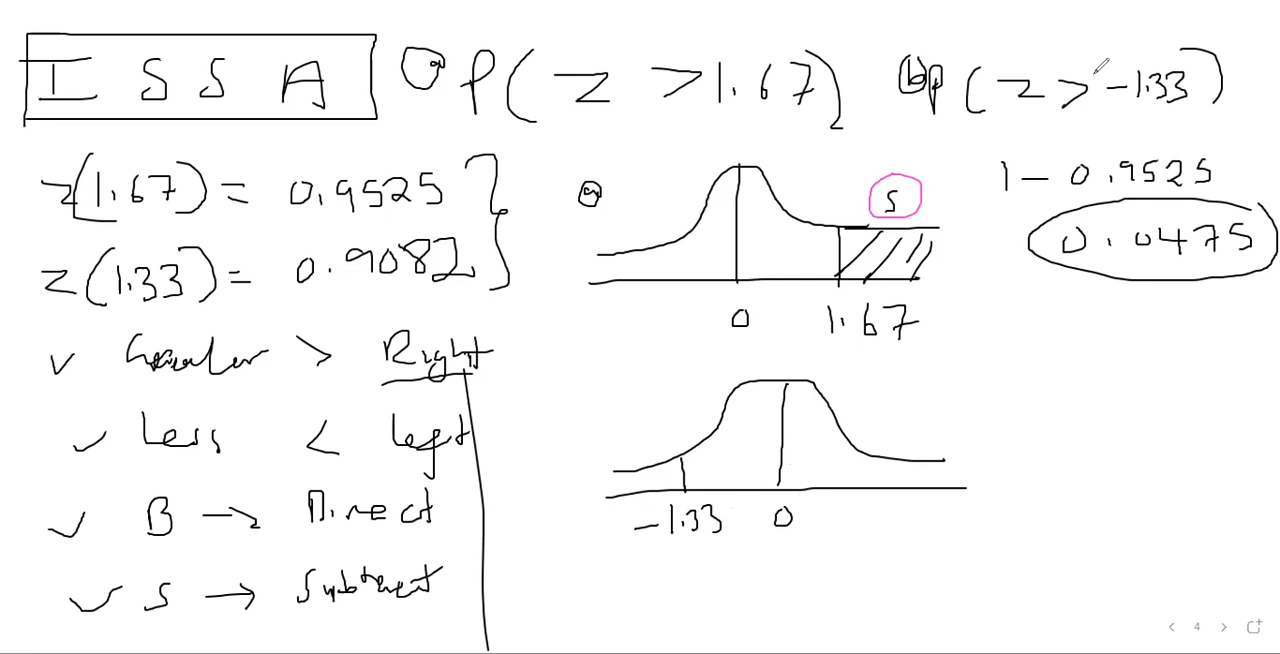 ISSA
ⓐ P(Z > 1.67)
ⓑ P(Z > -1.33)
Z(1.67) = 0.9525
Z(1.33) = 0.9082
✓ Greater > Right
✓ Less < Left
✓ B → Direct
✓ S → Subtract
ⓐ
S
0 1.67
1 - 0.9525
0.0475
-1.33 0
4